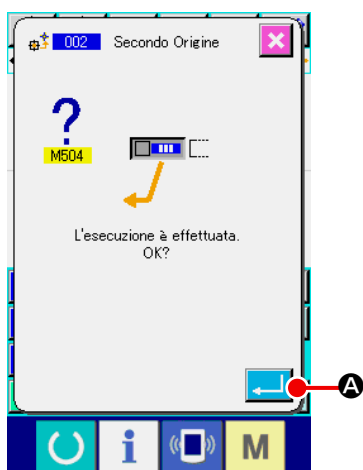 002 Secondo Origine
M504
L'esecuzione è effettuata.
OK?
A
i
M